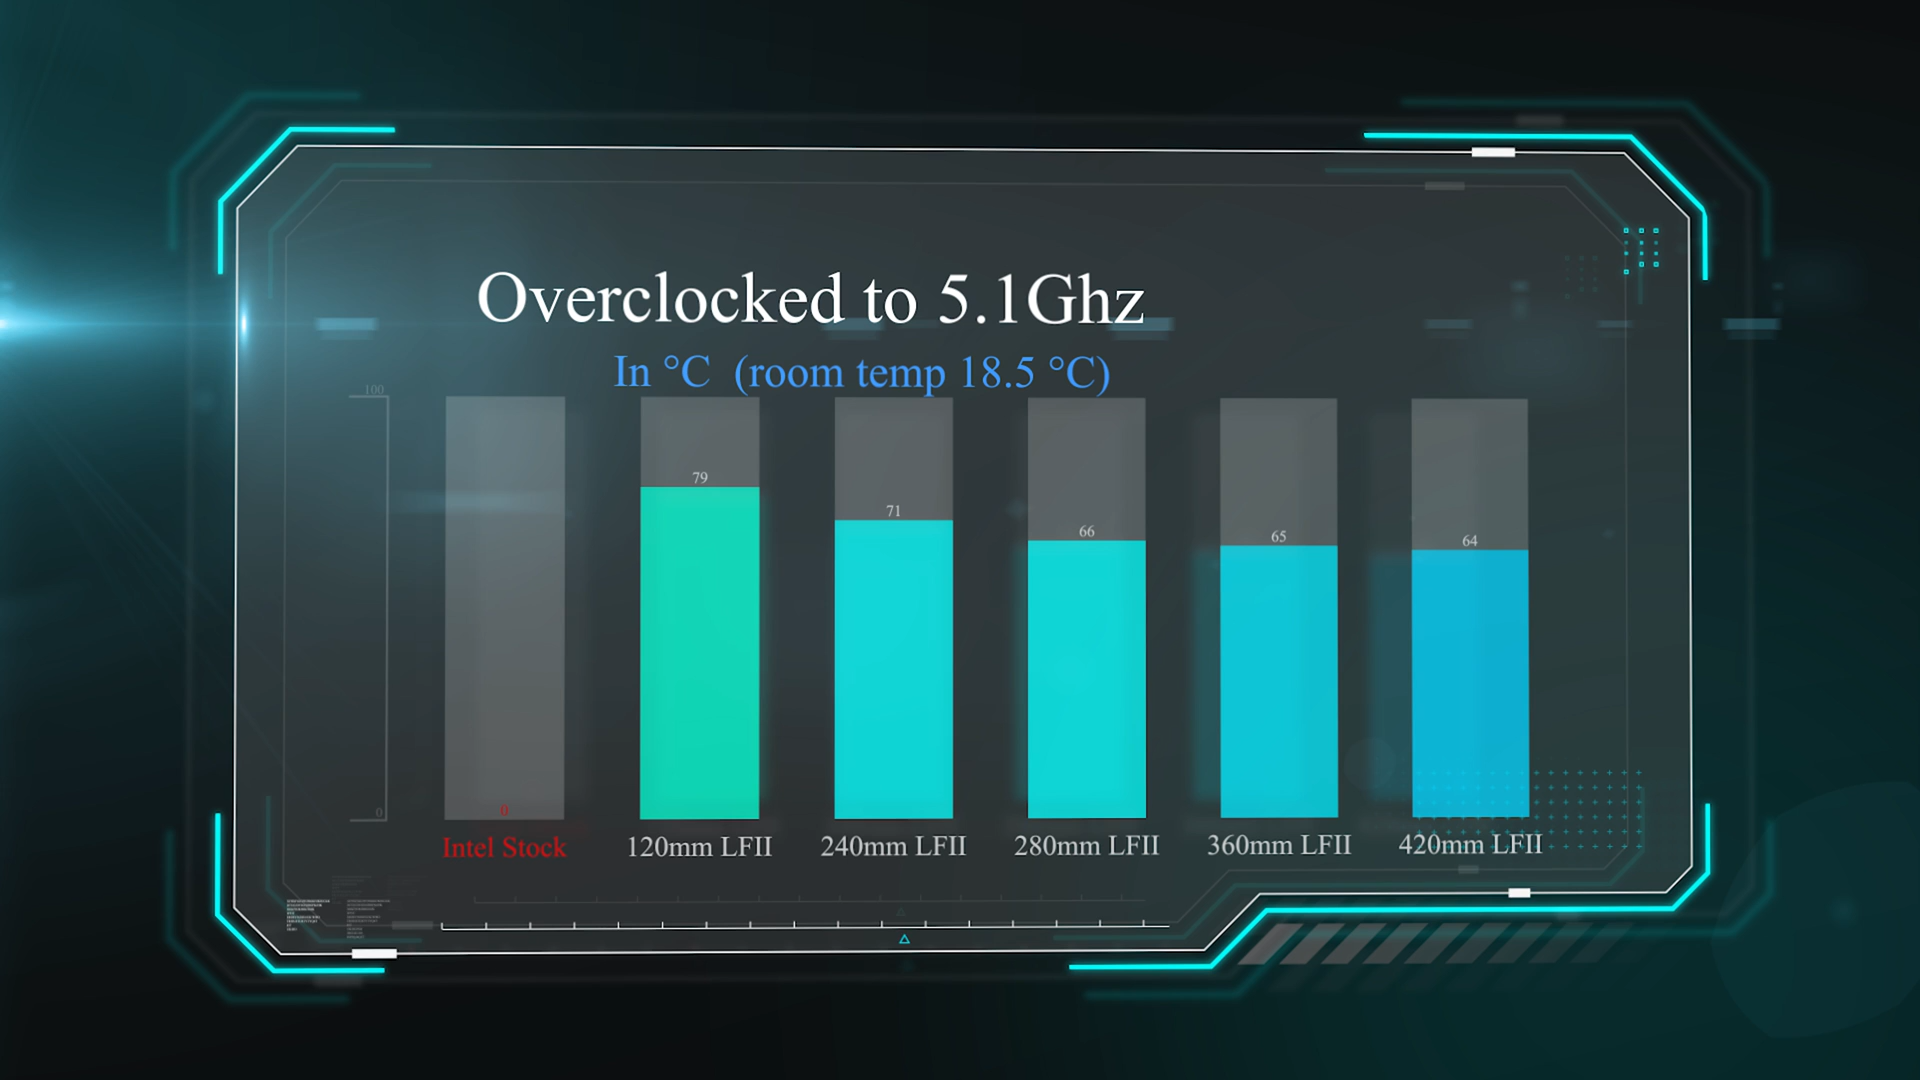 Overclocked to 5.1Ghz
In °C (room temp 18.5 °C)
100
79
71
66
65
64
0
0
Intel Stock
120mm LFII
240mm LFII
280mm LFII
360mm LFII
420mm LFII